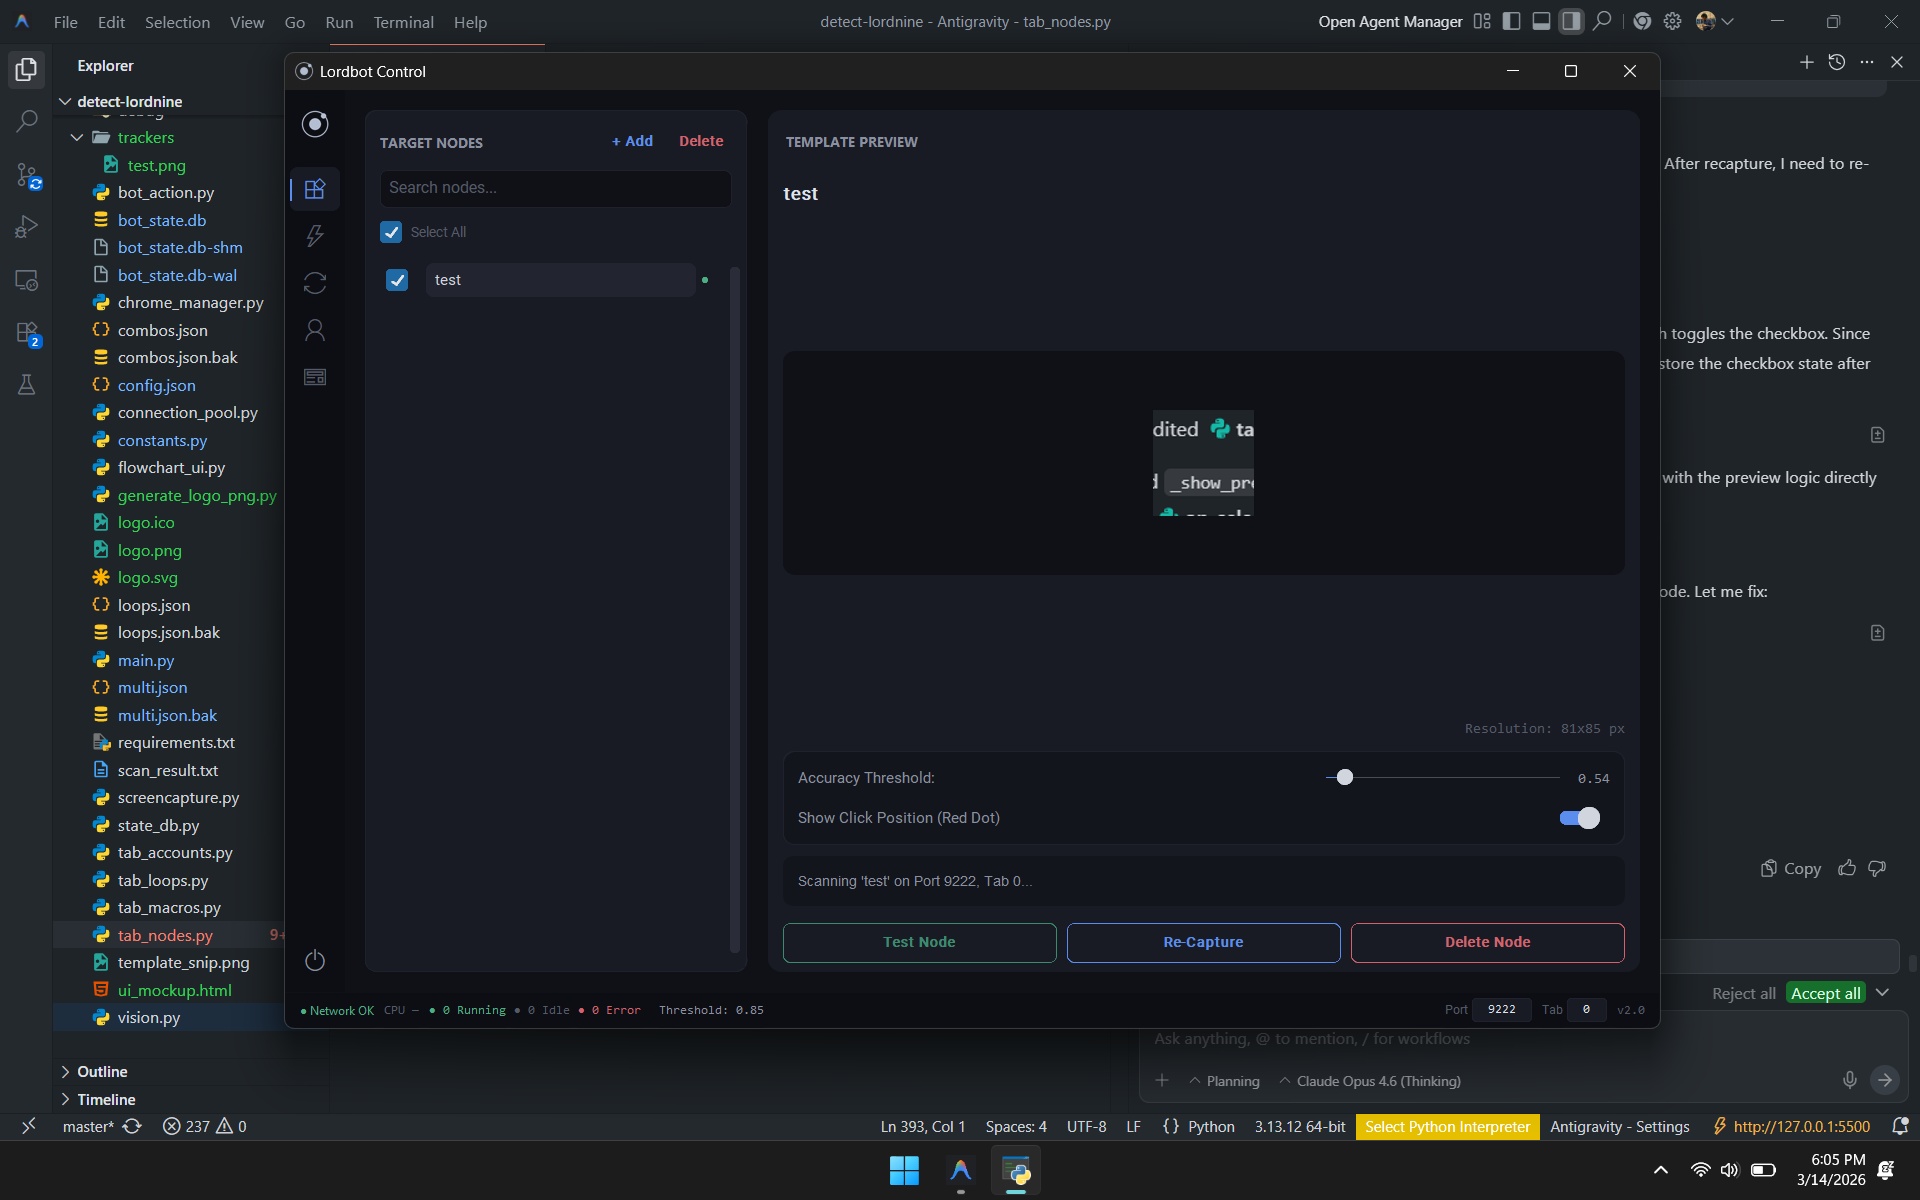 File Edit Selection View Go Run Terminal Help
detect-lordnine - Antigravity - tab_nodes.py
Open Agent Manager
Explorer
detect-lordnine
trackers
test.png
bot_action.py
bot_state.db
bot_state.db-shm
bot_state.db-wal
chrome_manager.py
combos.json
combos.json.bak
config.json
connection_pool.py
constants.py
flowchart_ui.py
generate_logo_png.py
logo.ico
logo.png
logo.svg
loops.json
loops.json.bak
main.py
multi.json
multi.json.bak
requirements.txt
scan_result.txt
screencapture.py
state_db.py
tab_accounts.py
tab_loops.py
tab_macros.py
tab_nodes.py 9+
template_snip.png
ui_mockup.html
vision.py
Outline
Timeline
2
Lordbot Control
TARGET NODES + Add Delete
Search nodes...
Select All
test
TEMPLATE PREVIEW
test
dited ta
_show_pre
Resolution: 81x85 px
Accuracy Threshold: 0.54
Show Click Position (Red Dot)
Scanning 'test' on Port 9222, Tab 0...
Test Node Re-Capture Delete Node
Network OK CPU — 0 Running 0 Idle 0 Error Threshold: 0.85 Port 9222 Tab 0 v2.0
After recapture, I need to re-
h toggles the checkbox. Since
store the checkbox state after
with the preview logic directly
ode. Let me fix:
Copy
Reject all Accept all
Ask anything, @ to mention, / for workflows
Planning Claude Opus 4.6 (Thinking)
master* 237 0 Ln 393, Col 1 Spaces: 4 UTF-8 LF {} Python 3.13.12 64-bit Select Python Interpreter Antigravity - Settings http://127.0.0.1:5500
6:05 PM
3/14/2026